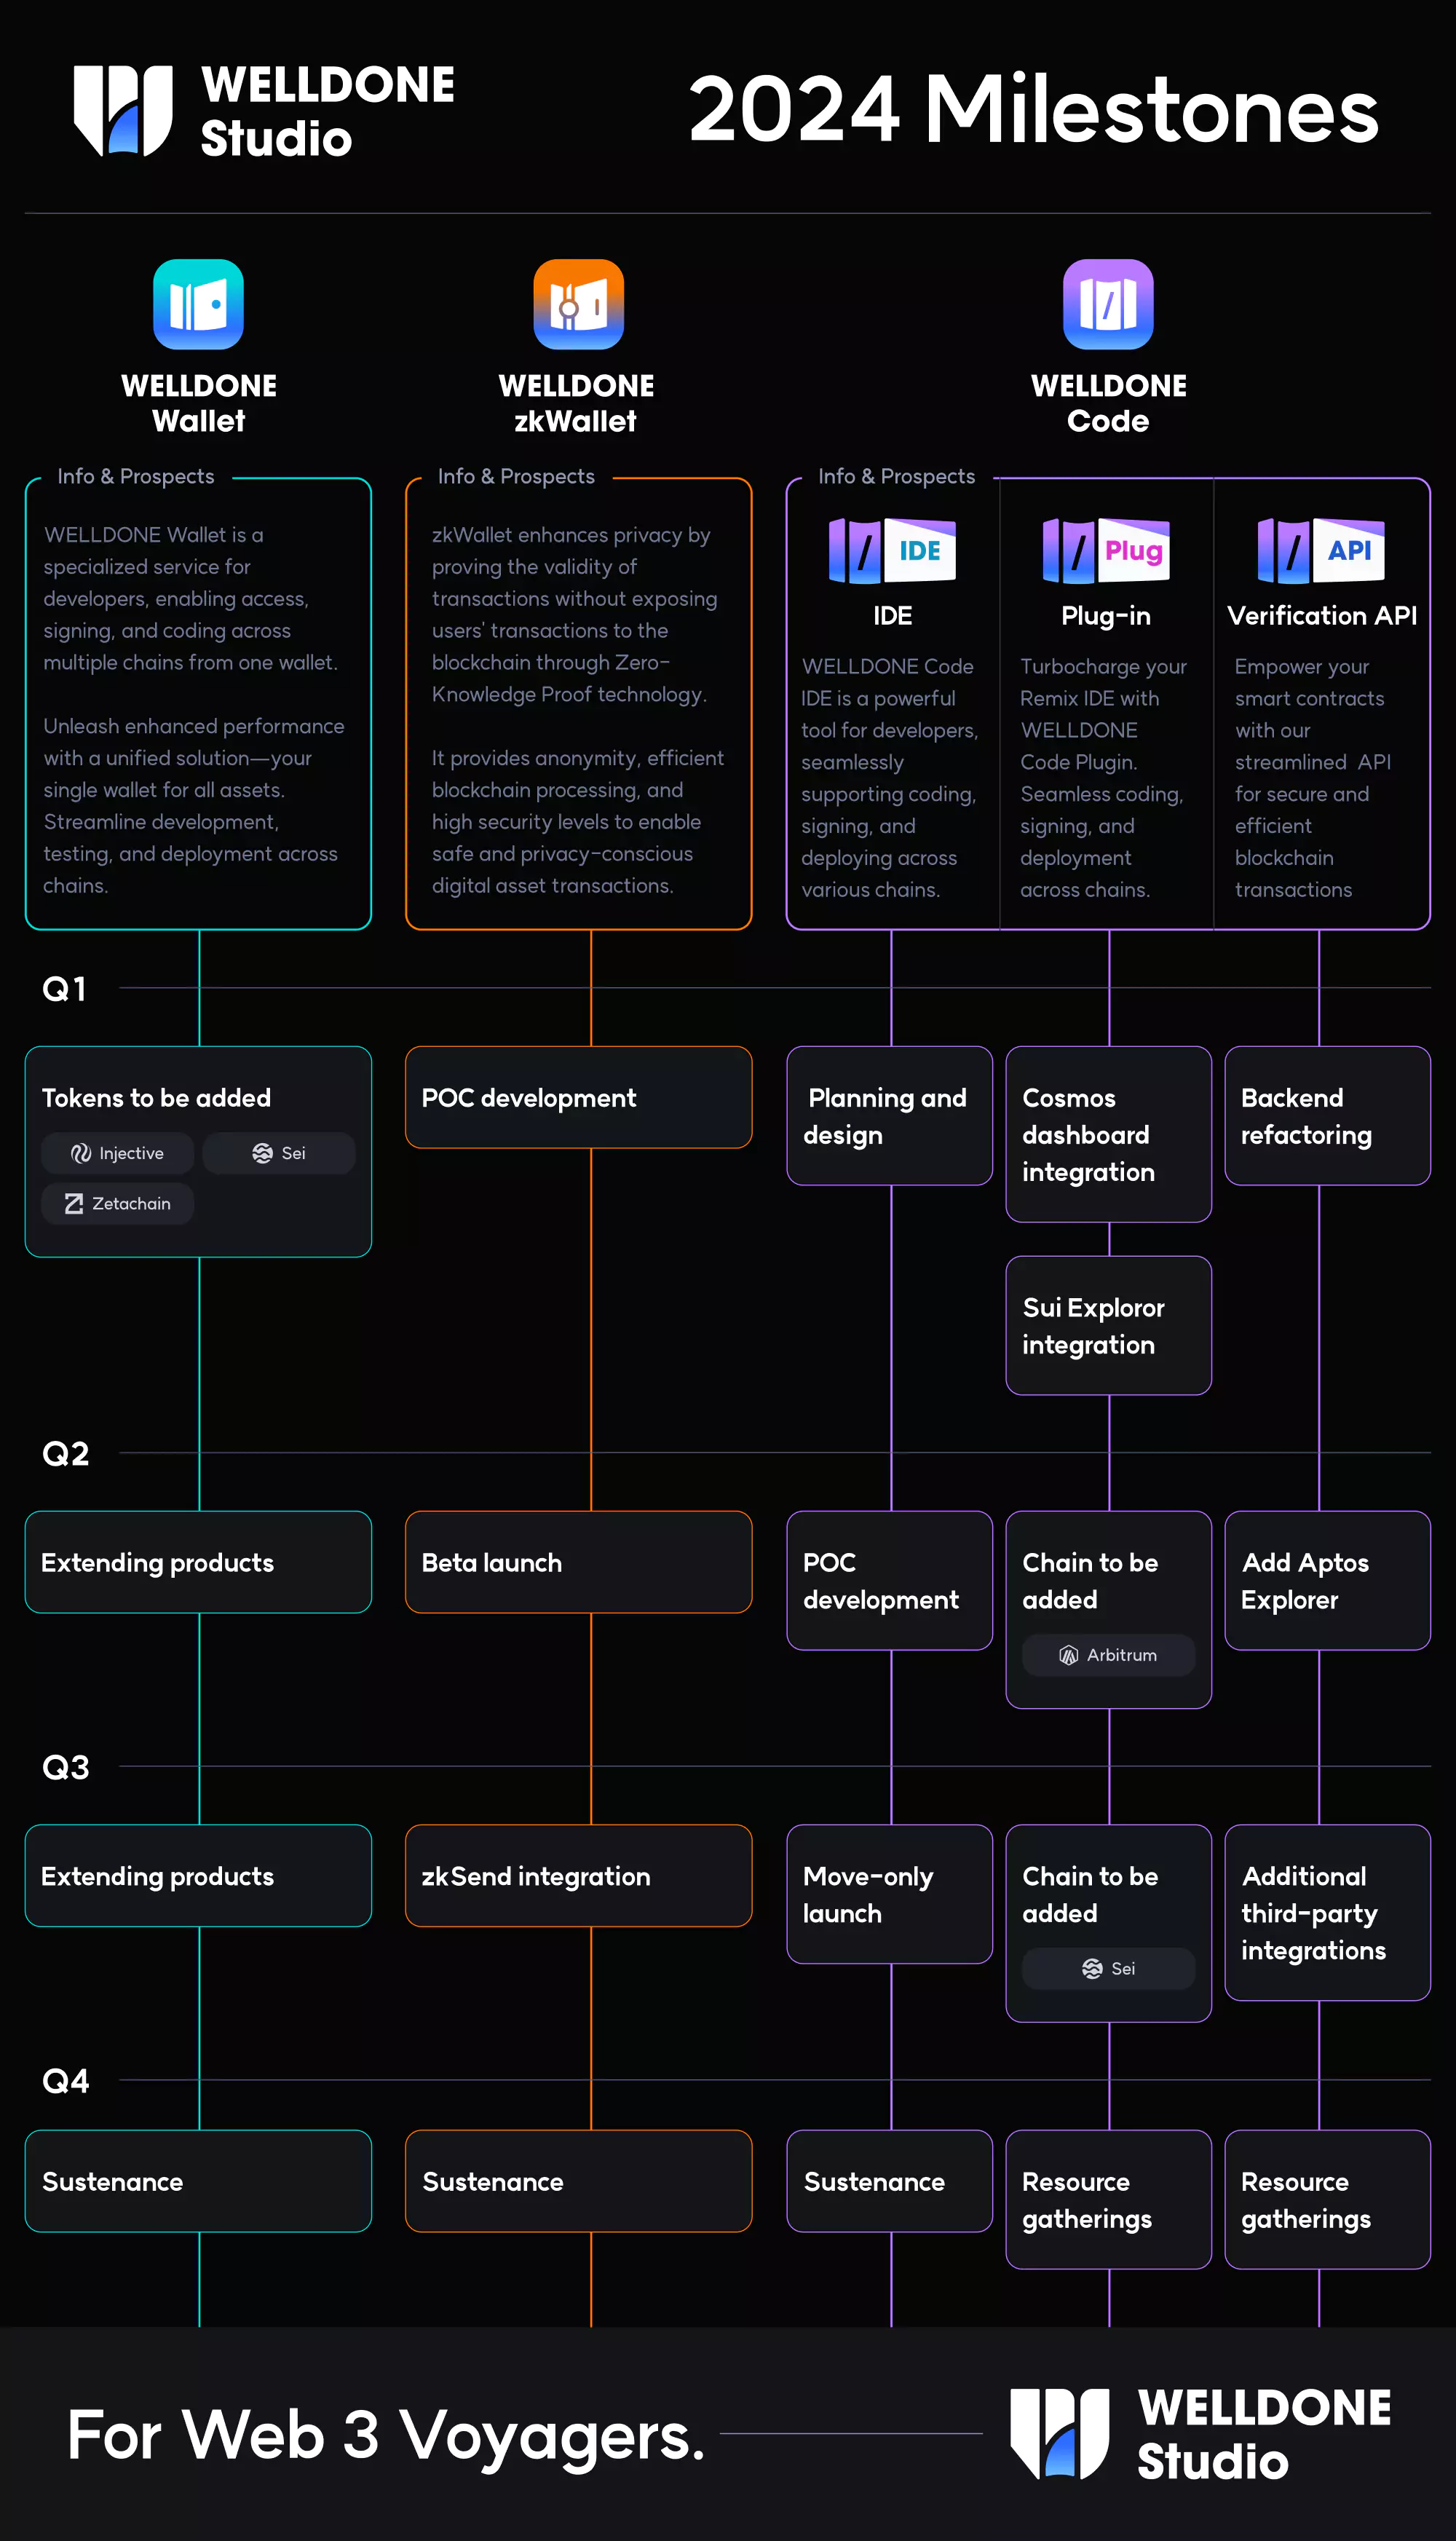 WELLDONE
Studio
2024 Milestones
WELLDONE
Wallet
WELLDONE
zkWallet
WELLDONE
Code
Info & Prospects
WELLDONE Wallet is a
specialized service for
developers, enabling access,
signing, and coding across
multiple chains from one wallet.
Unleash enhanced performance
with a unified solution—your
single wallet for all assets.
Streamline development,
testing, and deployment across
chains.
Info & Prospects
zkWallet enhances privacy by
proving the validity of
transactions without exposing
users' transactions to the
blockchain through Zero-
Knowledge Proof technology.
It provides anonymity, efficient
blockchain processing, and
high security levels to enable
safe and privacy-conscious
digital asset transactions.
Info & Prospects
/ IDE
IDE
WELLDONE Code
IDE is a powerful
tool for developers,
seamlessly
supporting coding,
signing, and
deploying across
various chains.
/ Plug
Plug-in
Turbocharge your
Remix IDE with
WELLDONE
Code Plugin.
Seamless coding,
signing, and
deployment
across chains.
/ API
Verification API
Empower your
smart contracts
with our
streamlined API
for secure and
efficient
blockchain
transactions
Q1
Tokens to be added
Injective
Sei
Zetachain
POC development
Planning and
design
Cosmos
dashboard
integration
Sui Exploror
integration
Backend
refactoring
Q2
Extending products
Beta launch
POC
development
Chain to be
added
Arbitrum
Add Aptos
Explorer
Q3
Extending products
zkSend integration
Move-only
launch
Chain to be
added
Sei
Additional
third-party
integrations
Q4
Sustenance
Sustenance
Sustenance
Resource
gatherings
Resource
gatherings
For Web 3 Voyagers.
WELLDONE
Studio